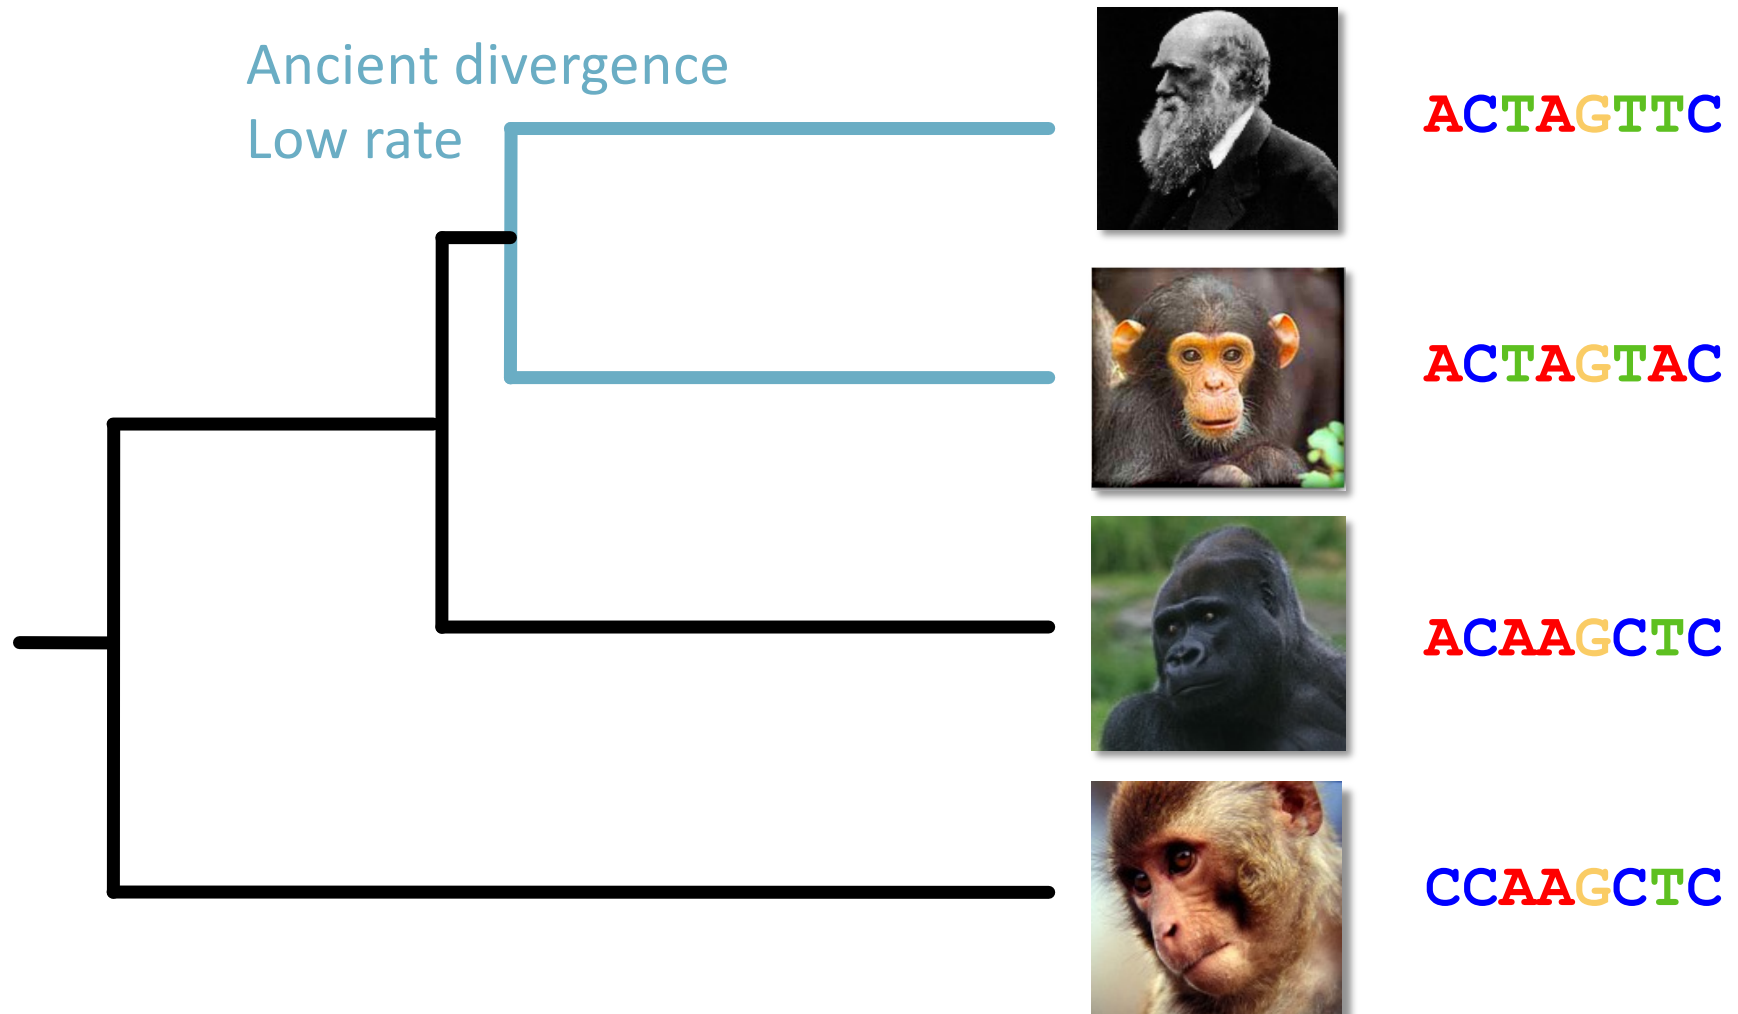 Ancient divergence
Low rate
ACTAGTTC
ACTAGTAC
ACAAGCTC
CCAAGCTC